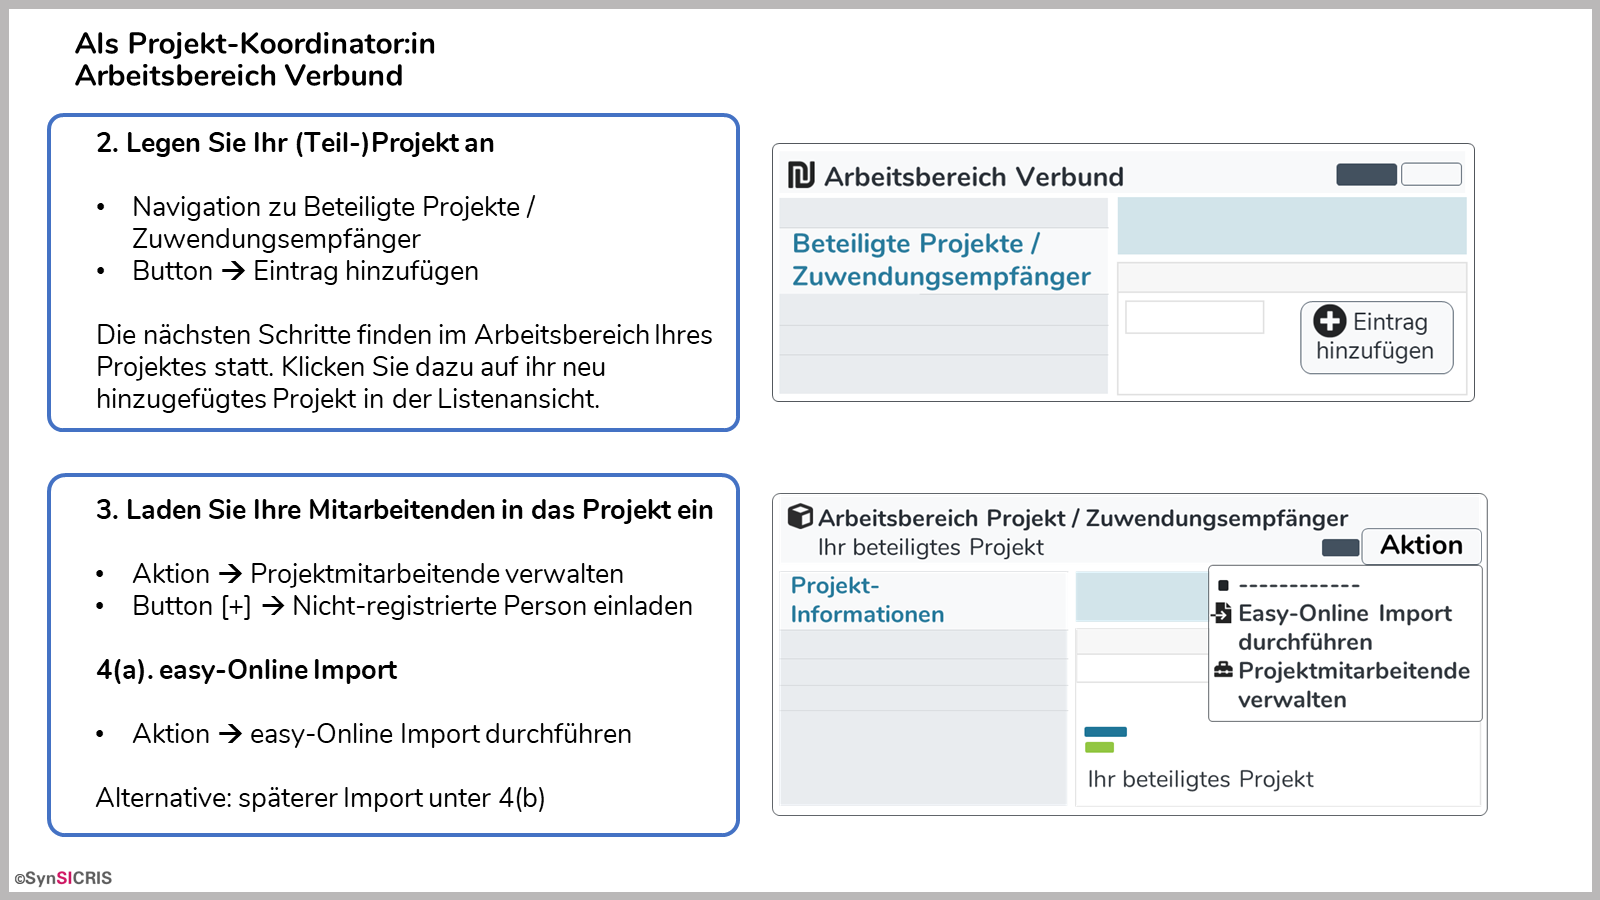 Als Projekt-Koordinator:in
Arbeitsbereich Verbund
2. Legen Sie Ihr (Teil-)Projekt an
• Navigation zu Beteiligte Projekte /
Zuwendungsempfänger
• Button → Eintrag hinzufügen
Die nächsten Schritte finden im Arbeitsbereich Ihres
Projektes statt. Klicken Sie dazu auf ihr neu
hinzugefügtes Projekt in der Listenansicht.
Arbeitsbereich Verbund
Beteiligte Projekte /
Zuwendungsempfänger
Eintrag
hinzufügen
3. Laden Sie Ihre Mitarbeitenden in das Projekt ein
• Aktion → Projektmitarbeitende verwalten
• Button [+] → Nicht-registrierte Person einladen
4(a). easy-Online Import
• Aktion → easy-Online Import durchführen
Alternative: späterer Import unter 4(b)
Arbeitsbereich Projekt / Zuwendungsempfänger
Ihr beteiligtes Projekt
Aktion
Projekt-
Informationen
------------
Easy-Online Import
durchführen
Projektmitarbeitende
verwalten
Ihr beteiligtes Projekt
©SynSICRIS